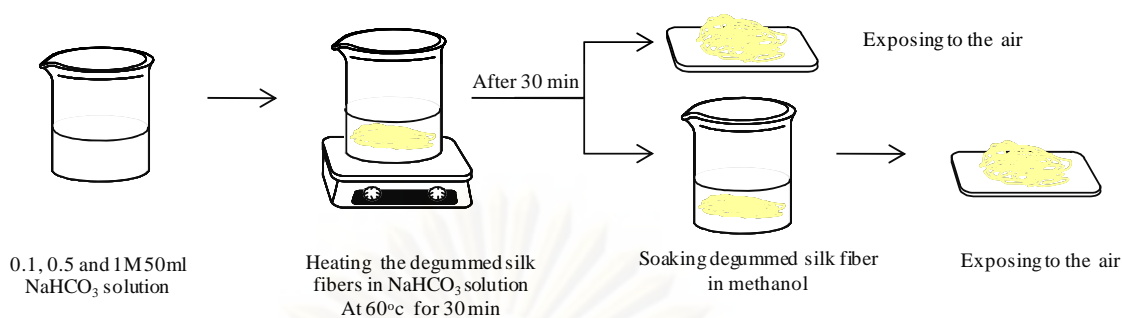 Exposing to the air
After 30 min
0.1, 0.5 and 1M 50ml
NaHCO₃ solution
Heating the degummed silk
fibers in NaHCO₃ solution
At 60ᵒc for 30 min
Soaking degummed silk fiber
in methanol
Exposing to the air